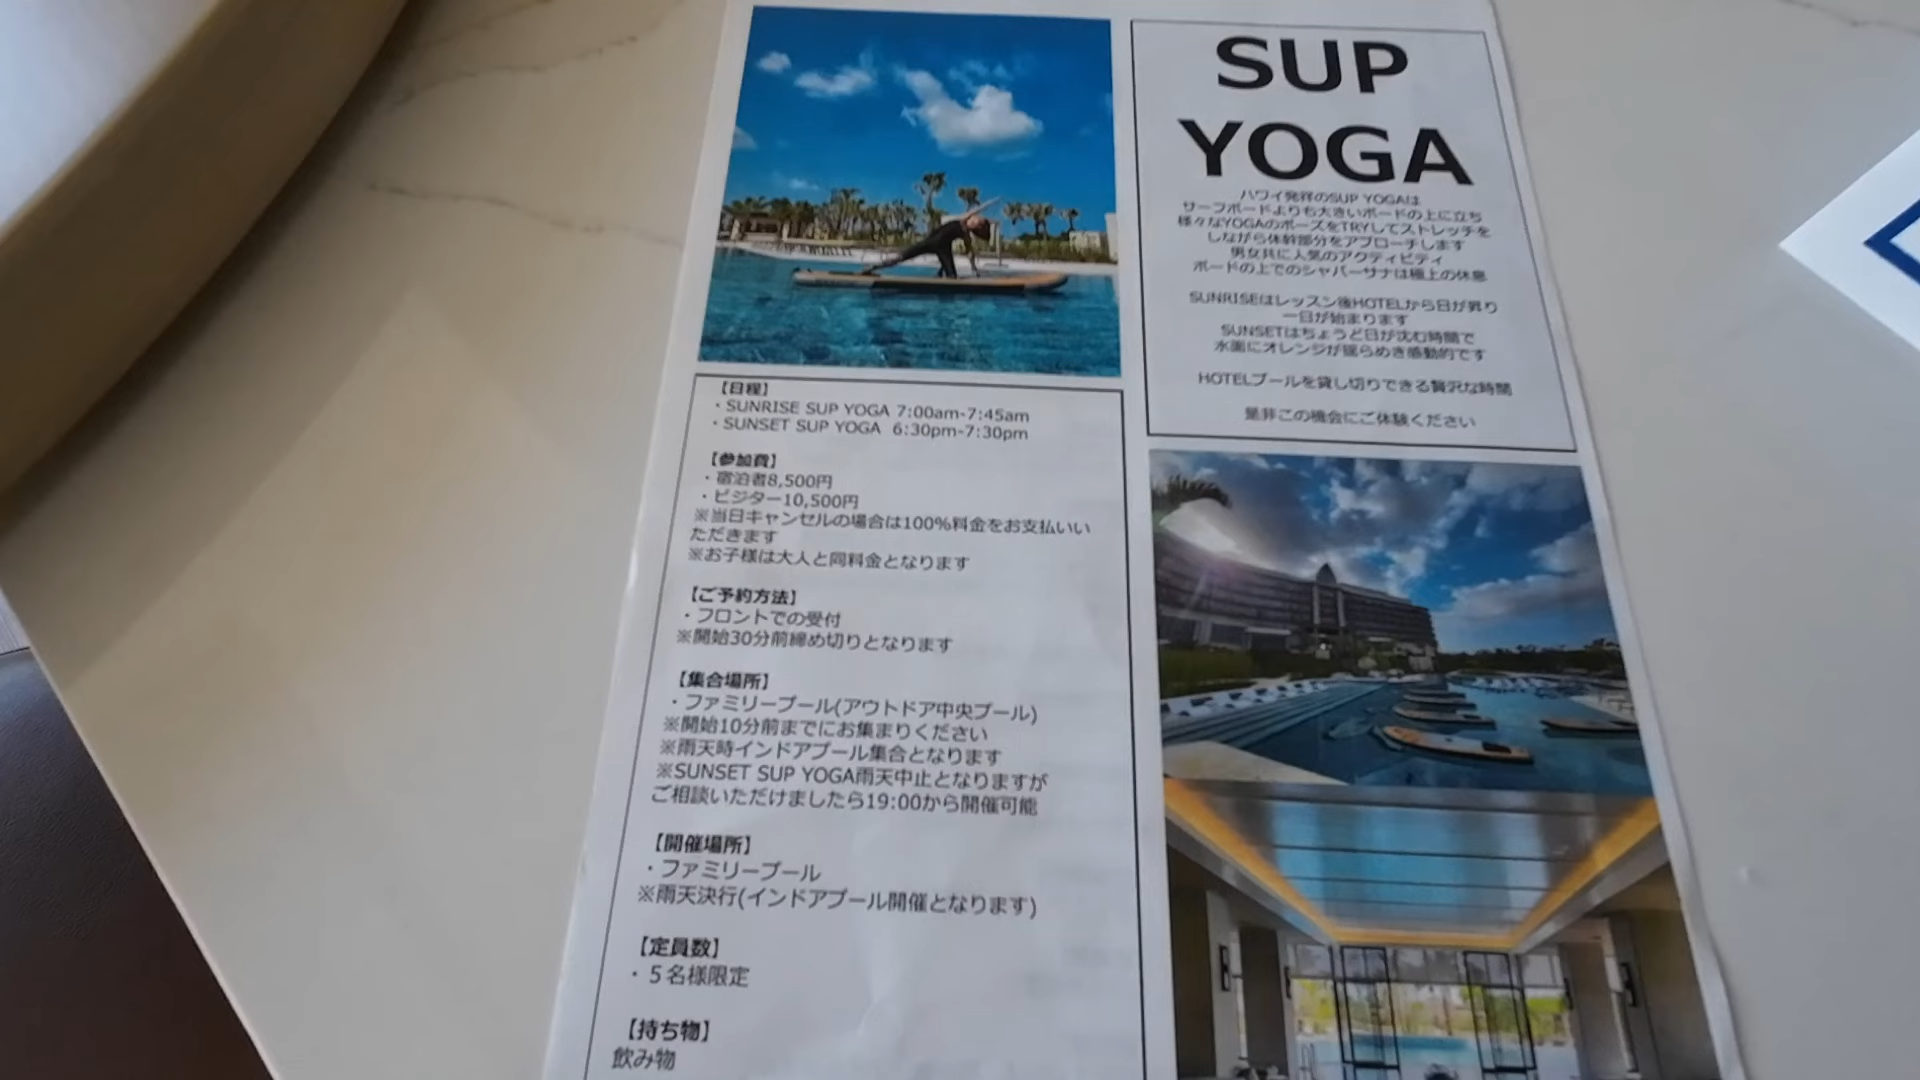 SUP
YOGA
ハワイ発祥のSUP YOGAは
サーフボードよりも大きいボードの上に立ち
様々なYOGAのポーズをTRYしてストレッチを
しながら体幹部分をアプローチします
男女共に人気のアクティビティ
ボードの上でのシャバーサナは極上の休息
SUNRISEはレッスン後HOTELから日が昇り
一日が始まります
SUNSETはちょうど日が沈む時間で
水面にオレンジが揺らめき感動的です
HOTELプールを貸し切りできる贅沢な時間
是非この機会にご体験ください
【日程】
・SUNRISE SUP YOGA 7:00am-7:45am
・SUNSET SUP YOGA 6:30pm-7:30pm
【参加費】
・宿泊者8,500円
・ビジター10,500円
※当日キャンセルの場合は100%料金をお支払いい
ただきます
※お子様は大人と同料金となります
【ご予約方法】
・フロントでの受付
※開始30分前締め切りとなります
【集合場所】
・ファミリープール(アウトドア中央プール)
※開始10分前までにお集まりください
※雨天時インドアプール集合となります
※SUNSET SUP YOGA雨天中止となりますが
ご相談いただけましたら19:00から開催可能
【開催場所】
・ファミリープール
※雨天決行(インドアプール開催となります)
【定員数】
・５名様限定
【持ち物】
飲み物